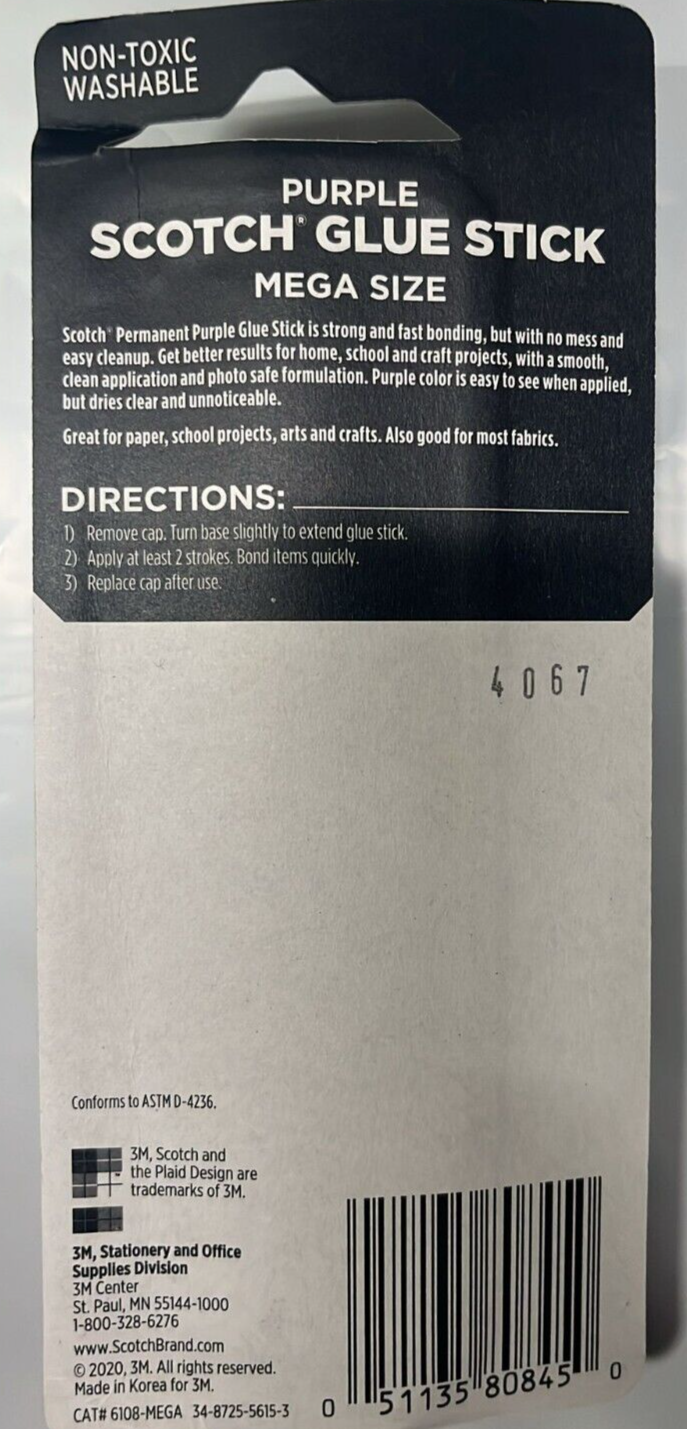 NON-TOXIC
WASHABLE
PURPLE
SCOTCH® GLUE STICK
MEGA SIZE
Scotch® Permanent Purple Glue Stick is strong and fast bonding, but with no mess and
easy cleanup. Get better results for home, school and craft projects, with a smooth,
clean application and photo safe formulation. Purple color is easy to see when applied,
but dries clear and unnoticeable.
Great for paper, school projects, arts and crafts. Also good for most fabrics.
DIRECTIONS:
1) Remove cap. Turn base slightly to extend glue stick.
2) Apply at least 2 strokes. Bond items quickly.
3) Replace cap after use.
4 0 6 7
Conforms to ASTM D-4236.
3M, Scotch and
the Plaid Design are
trademarks of 3M.
3M, Stationery and Office
Supplies Division
3M Center
St. Paul, MN 55144-1000
1-800-328-6276
www.ScotchBrand.com
© 2020, 3M. All rights reserved.
Made in Korea for 3M.
CAT# 6108-MEGA 34-8725-5615-3
0 51135 80845 0